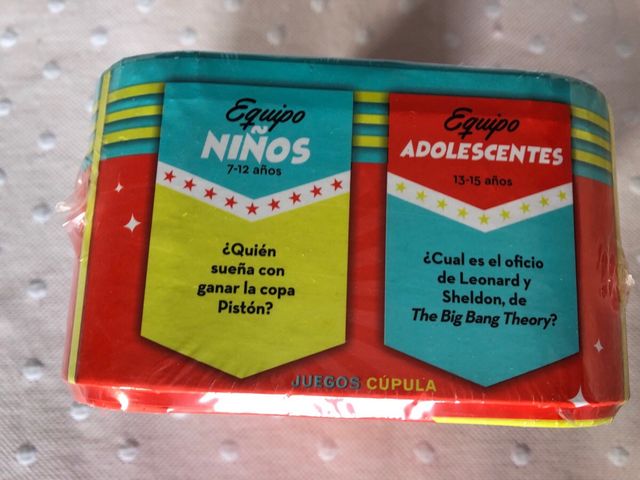 Equipo
NIÑOS
7-12 años
¿Quién
sueña con
ganar la copa
Pistón?
Equipo
ADOLESCENTES
13-15 años
¿Cual es el oficio
de Leonard y
Sheldon, de
The Big Bang Theory?
JUEGOS CÚPULA